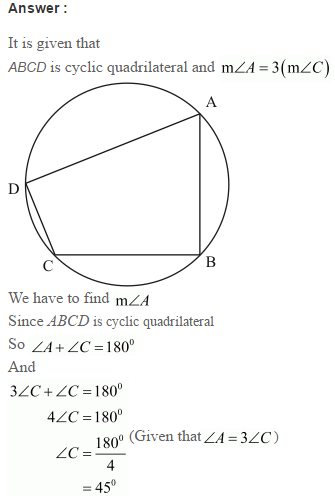 Answer :
It is given that
ABCD is cyclic quadrilateral and m∠A = 3(m∠C)
A
D
C
B
We have to find m∠A
Since ABCD is cyclic quadrilateral
So ∠A + ∠C = 180⁰
And
3∠C + ∠C = 180⁰
4∠C = 180⁰
∠C = 180⁰/4 (Given that ∠A = 3∠C)
= 45⁰